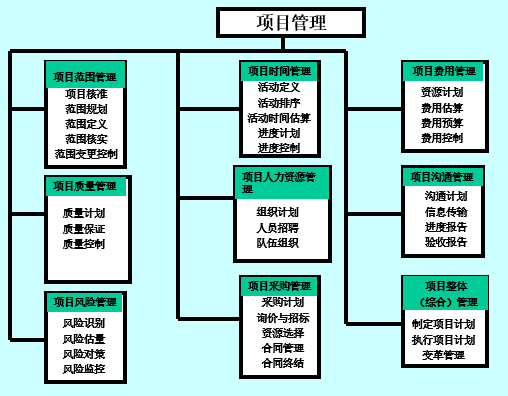 项目管理
项目范围管理
项目核准
范围规划
范围定义
范围核实
范围变更控制
项目时间管理
活动定义
活动排序
活动时间估算
进度计划
进度控制
项目费用管理
资源计划
费用估算
费用预算
费用控制
项目质量管理
质量计划
质量保证
质量控制
项目人力资源管
理
组织计划
人员招聘
队伍组织
项目沟通管理
沟通计划
信息传输
进度报告
验收报告
项目风险管理
风险识别
风险估量
风险对策
风险监控
项目采购管理
采购计划
询价与招标
资源选择
合同管理
合同终结
项目整体
（综合）管理
制定项目计划
执行项目计划
变革管理